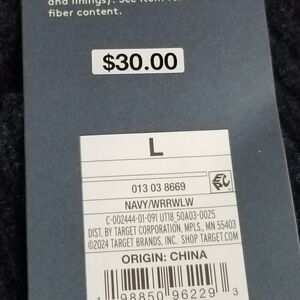 and linings). See item
fiber content.
$30.00
L
013 03 8669
NAVY/WRRWLW
C-002444-01-091 UT18 50A03-0025
DIST. BY TARGET CORPORATION, MPLS., MN 55403
©2024 TARGET BRANDS, INC. SHOP TARGET.COM
ORIGIN: CHINA
1 98850 96229 3